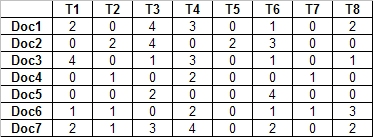 T1 T2 T3 T4 T5 T6 T7 T8
Doc1 2 0 4 3 0 1 0 2
Doc2 0 2 4 0 2 3 0 0
Doc3 4 0 1 3 0 1 0 1
Doc4 0 1 0 2 0 0 1 0
Doc5 0 0 2 0 0 4 0 0
Doc6 1 1 0 2 0 1 1 3
Doc7 2 1 3 4 0 2 0 2